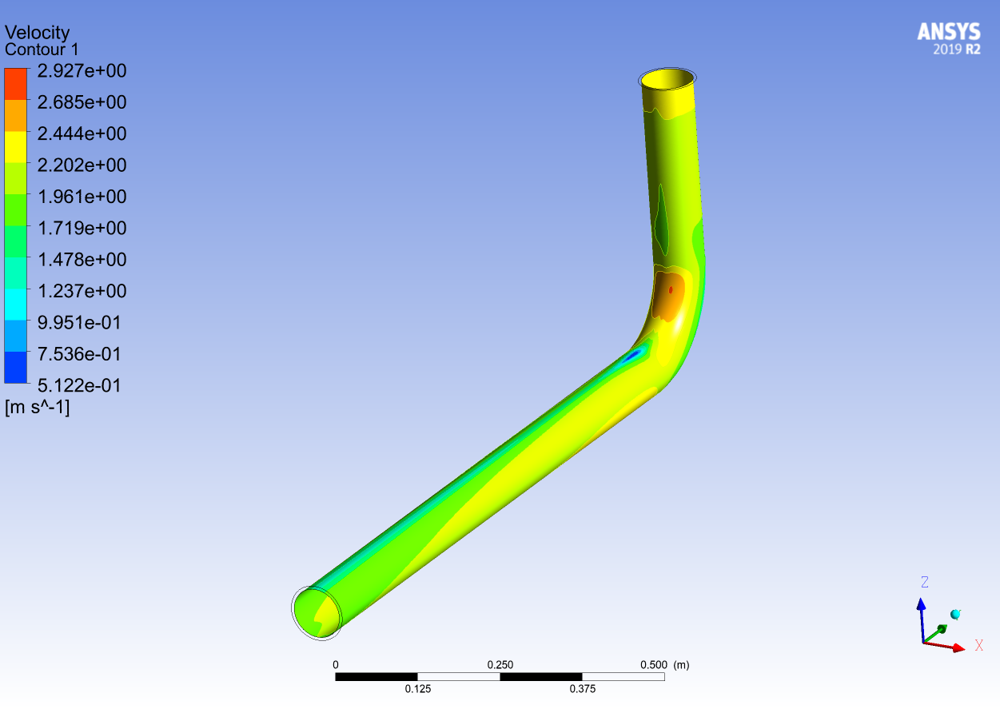 Velocity
Contour 1
2.927e+00
2.685e+00
2.444e+00
2.202e+00
1.961e+00
1.719e+00
1.478e+00
1.237e+00
9.951e-01
7.536e-01
5.122e-01
[m s^-1]
ANSYS
2019 R2
Z
X
0 0.250 0.500 (m)
0.125 0.375